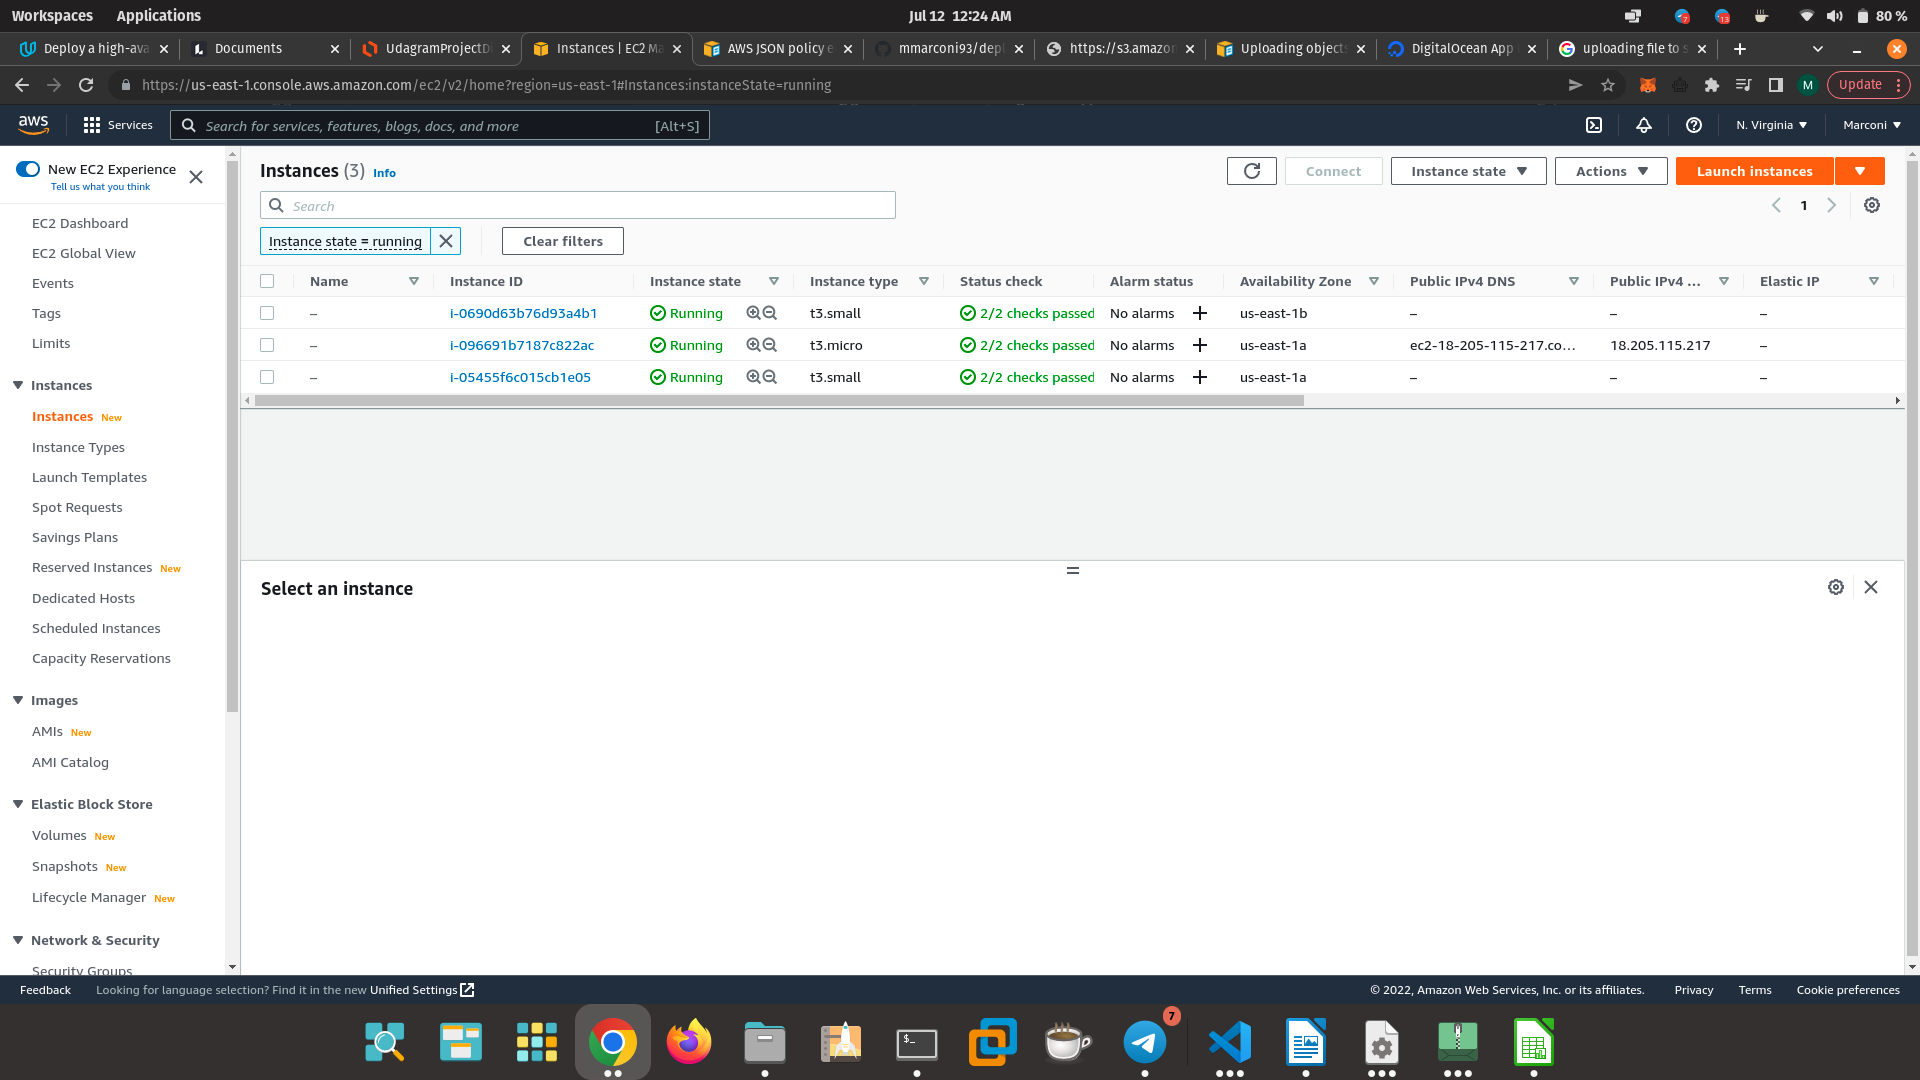 Workspaces Applications Jul 12 12:24 AM 7 13 80 %
Deploy a high-ava Documents UdagramProjectDi Instances | EC2 Ma AWS JSON policy e mmarconi93/depl https://s3.amazon Uploading objects DigitalOcean App uploading file to s
https://us-east-1.console.aws.amazon.com/ec2/v2/home?region=us-east-1#Instances:instanceState=running M Update
aws Services Search for services, features, blogs, docs, and more [Alt+S] N. Virginia Marconi
New EC2 Experience
Tell us what you think
EC2 Dashboard
EC2 Global View
Events
Tags
Limits
Instances
Instances New
Instance Types
Launch Templates
Spot Requests
Savings Plans
Reserved Instances New
Dedicated Hosts
Scheduled Instances
Capacity Reservations
Images
AMIs New
AMI Catalog
Elastic Block Store
Volumes New
Snapshots New
Lifecycle Manager New
Network & Security
Security Groups
Instances (3) Info Connect Instance state Actions Launch instances
Search 1
Instance state = running Clear filters
Name Instance ID Instance state Instance type Status check Alarm status Availability Zone Public IPv4 DNS Public IPv4 ... Elastic IP
– i-0690d63b76d93a4b1 Running t3.small 2/2 checks passed No alarms us-east-1b – – –
– i-096691b7187c822ac Running t3.micro 2/2 checks passed No alarms us-east-1a ec2-18-205-115-217.co... 18.205.115.217 –
– i-05455f6c015cb1e05 Running t3.small 2/2 checks passed No alarms us-east-1a – – –
Select an instance
Feedback Looking for language selection? Find it in the new Unified Settings © 2022, Amazon Web Services, Inc. or its affiliates. Privacy Terms Cookie preferences
$_ 7